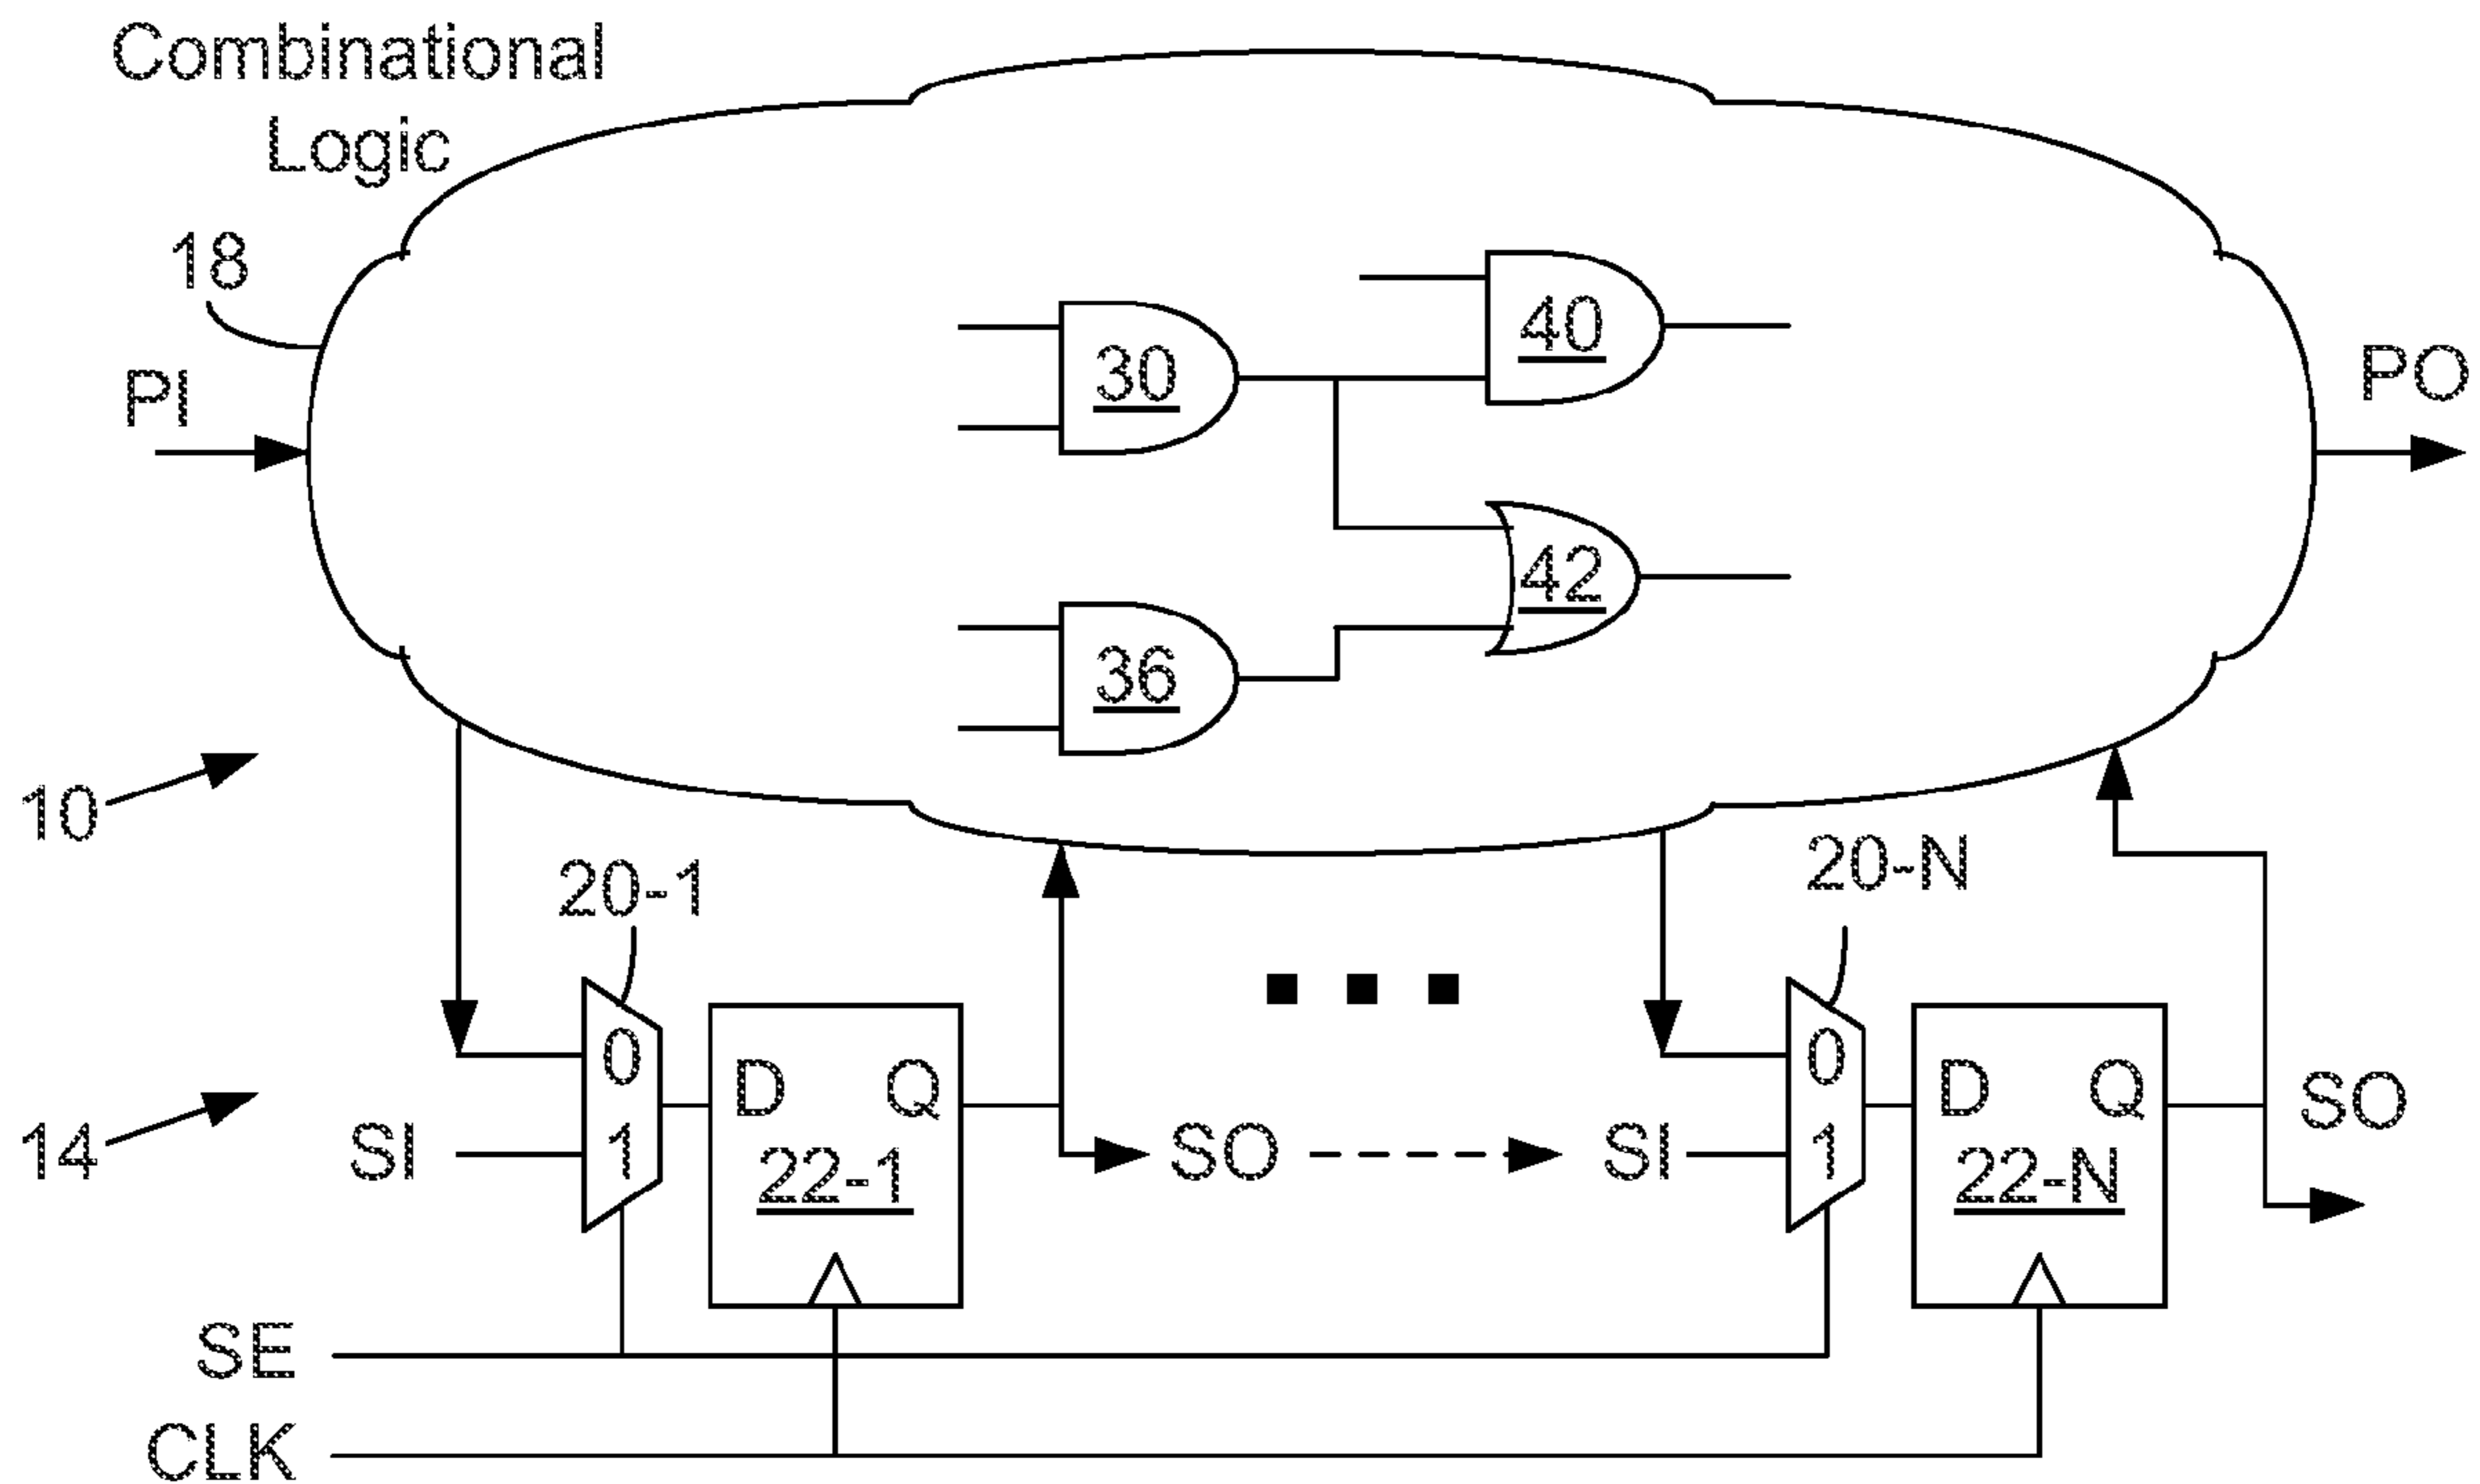 Combinational
Logic
18
PI
30
40
PO
42
36
10
20-1
20-N
0
1
D Q
22-1
SI
SO
SI
0
1
D Q
22-N
SO
14
SE
CLK